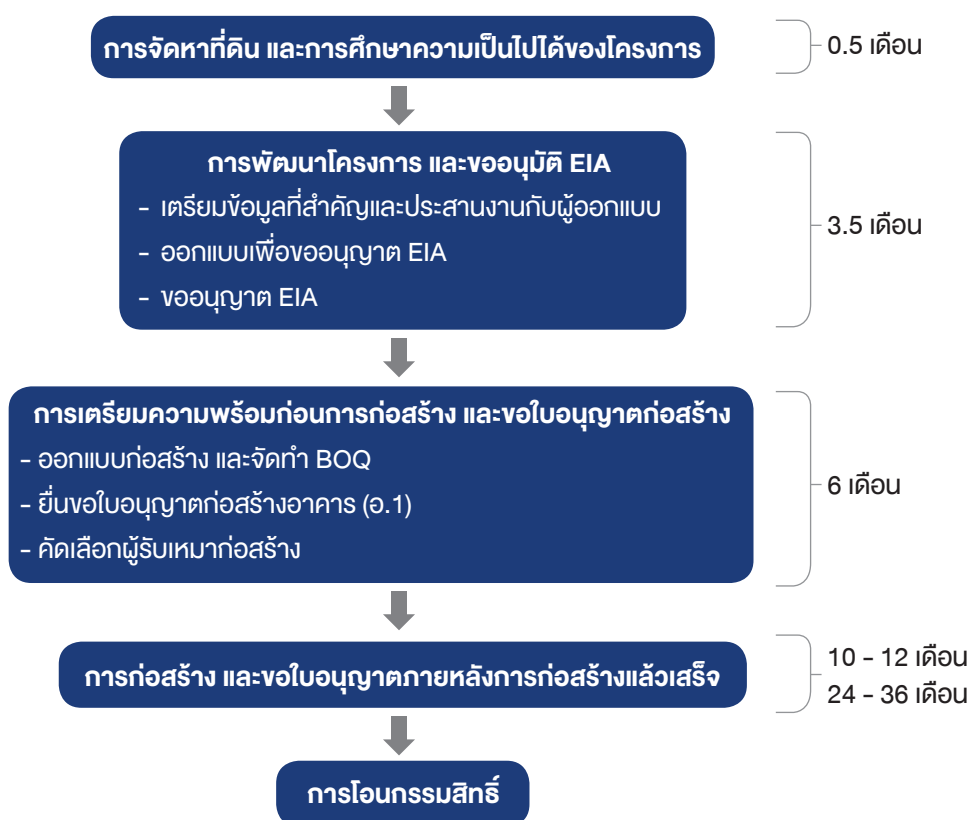 การจัดหาที่ดิน และการศึกษาความเป็นไปได้ของโครงการ
0.5 เดือน
การพัฒนาโครงการ และขออนุมัติ EIA
- เตรียมข้อมูลที่สำคัญและประสานงานกับผู้ออกแบบ
- ออกแบบเพื่อขออนุญาต EIA
- ขออนุญาต EIA
3.5 เดือน
การเตรียมความพร้อมก่อนการก่อสร้าง และขอใบอนุญาตก่อสร้าง
- ออกแบบก่อสร้าง และจัดทำ BOQ
- ยื่นขอใบอนุญาตก่อสร้างอาคาร (อ.1)
- คัดเลือกผู้รับเหมาก่อสร้าง
6 เดือน
การก่อสร้าง และขอใบอนุญาตภายหลังการก่อสร้างแล้วเสร็จ
10 - 12 เดือน
24 - 36 เดือน
การโอนกรรมสิทธิ์